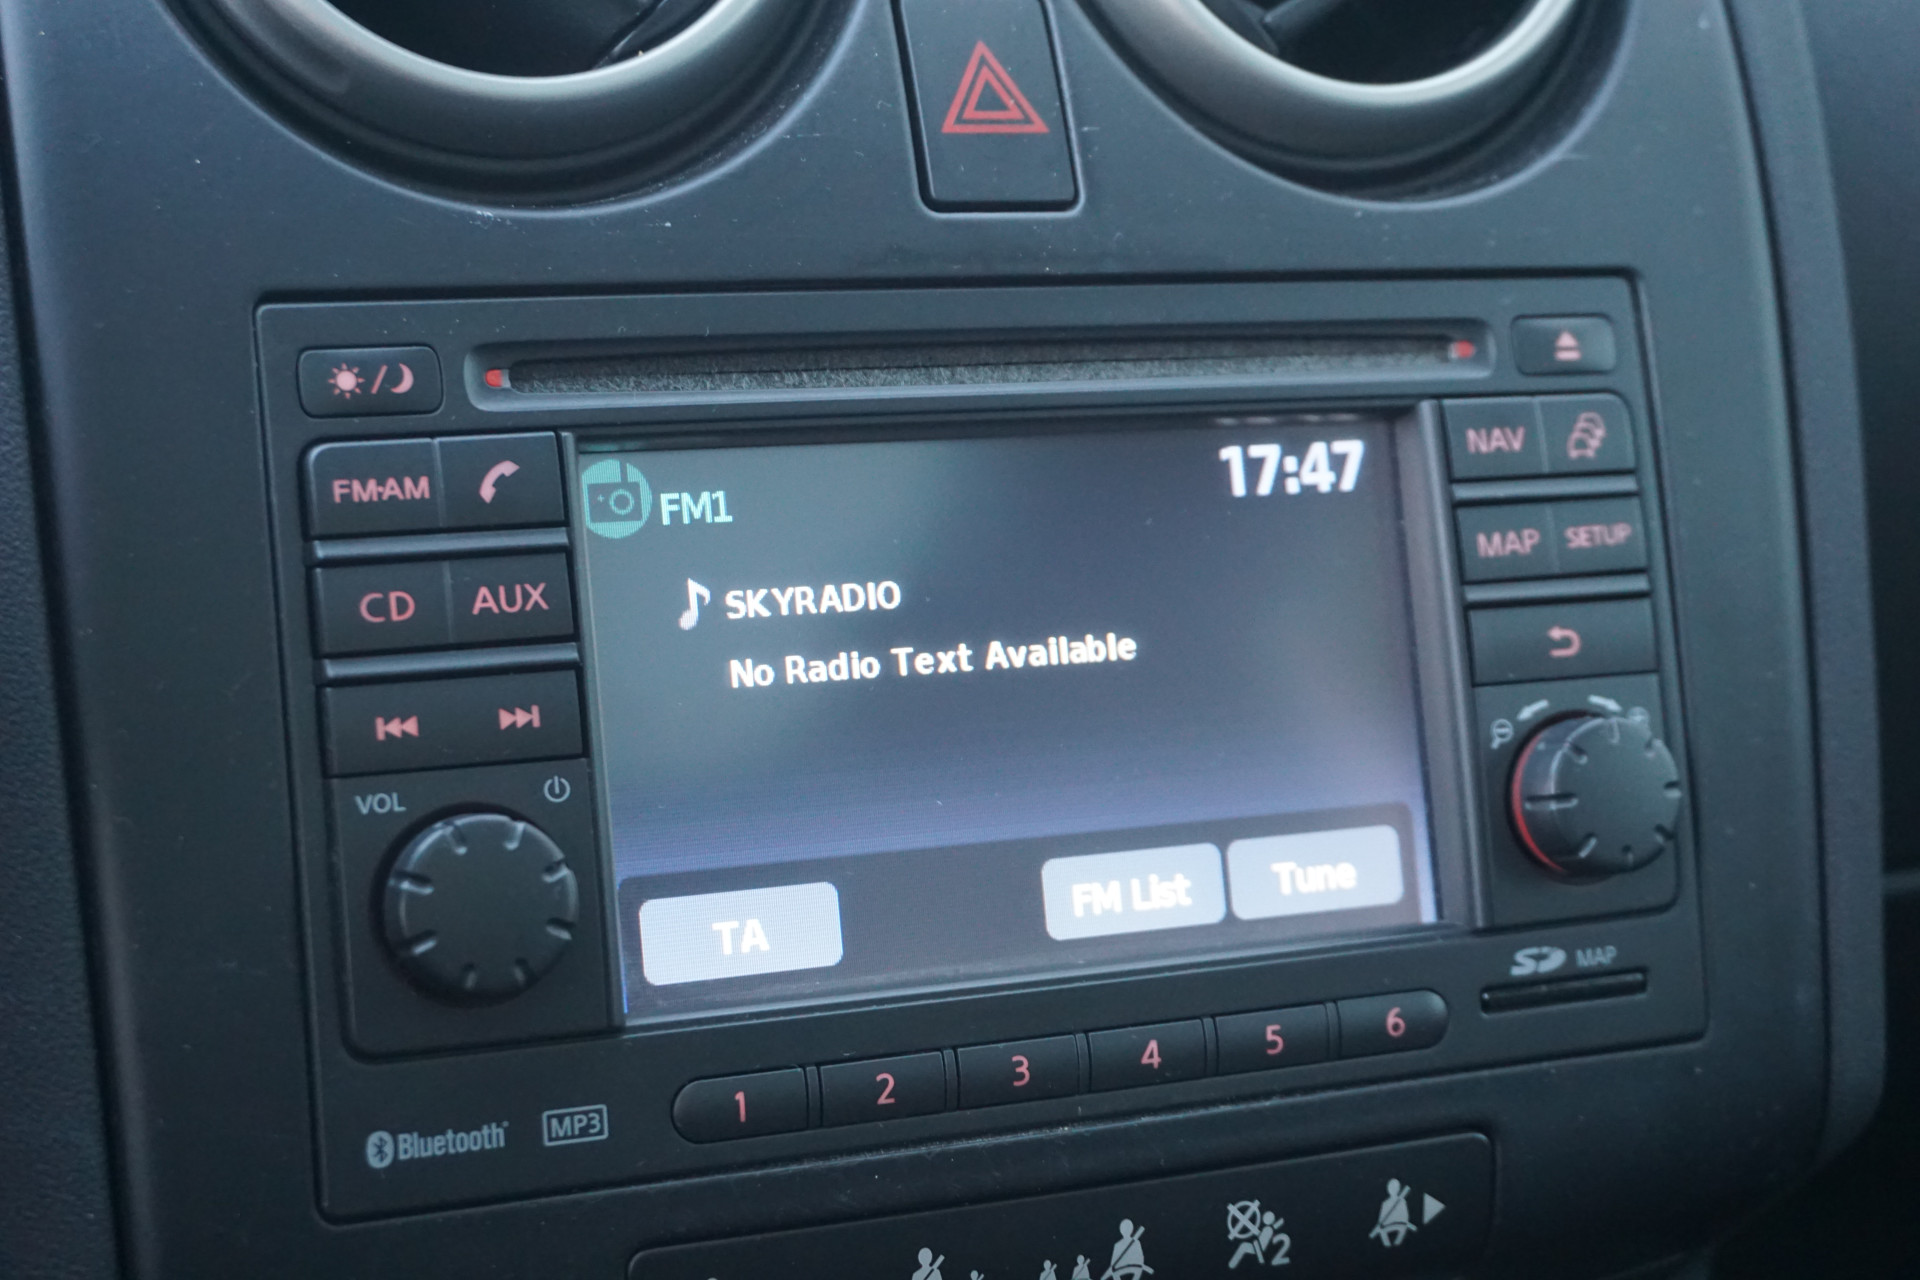 FM·AM
CD AUX
VOL
17:47
FM1
SKYRADIO
No Radio Text Available
TA FM List Tune
NAV
MAP SETUP
SD MAP
1 2 3 4 5 6
Bluetooth MP3
2